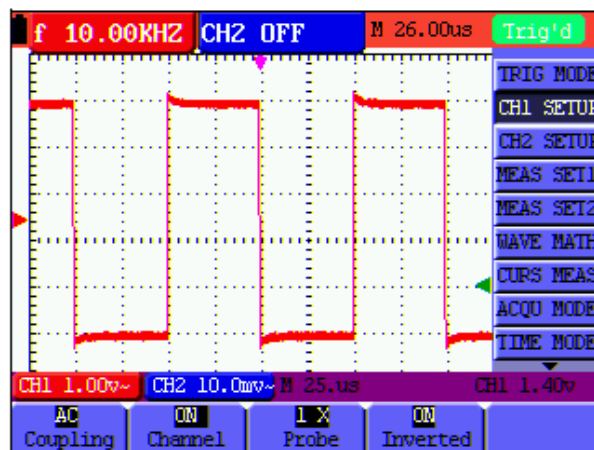 f 10.00KHZ CH2 OFF M 26.00us Trig'd
TRIG MODE
CH1 SETUP
CH2 SETUP
MEAS SET1
MEAS SET2
WAVE MATH
CURS MEAS
ACQU MODE
TIME MODE
CH1 1.00v~ CH2 10.0mv~ M 25.us CH1 1.40v
AC ON 1 X ON
Coupling Channel Probe Inverted